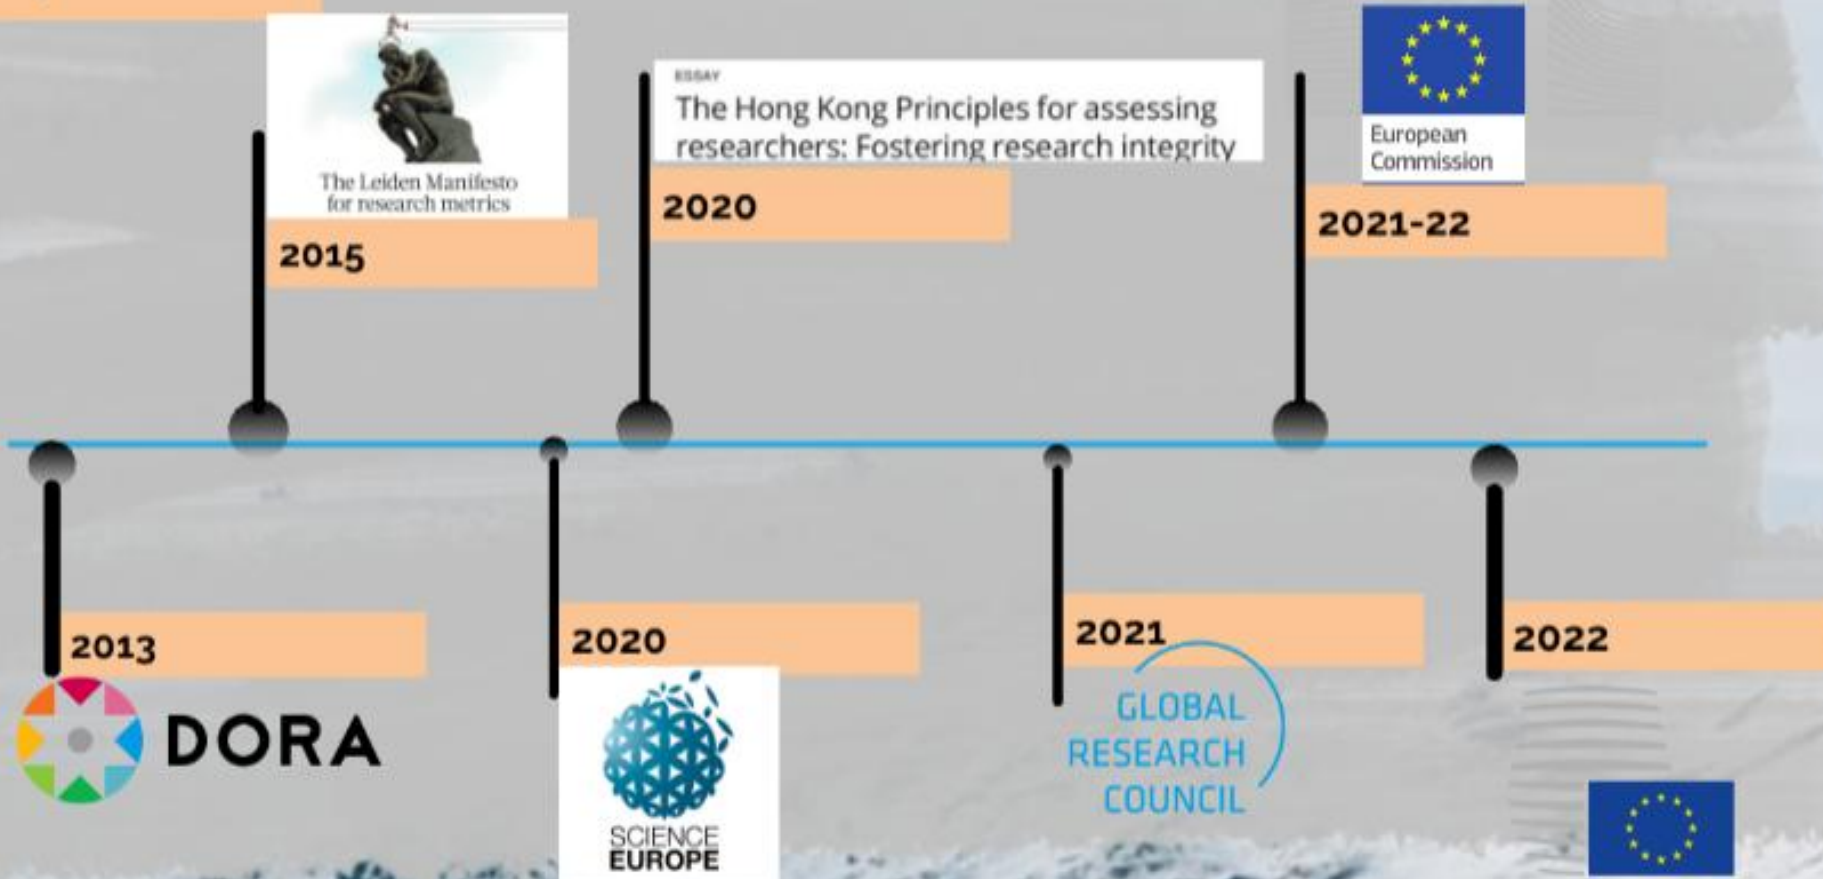 The Leiden Manifesto
for research metrics
2015
ESSAY
The Hong Kong Principles for assessing
researchers: Fostering research integrity
2020
European
Commission
2021-22
2013
DORA
2020
SCIENCE
EUROPE
2021
GLOBAL
RESEARCH
COUNCIL
2022